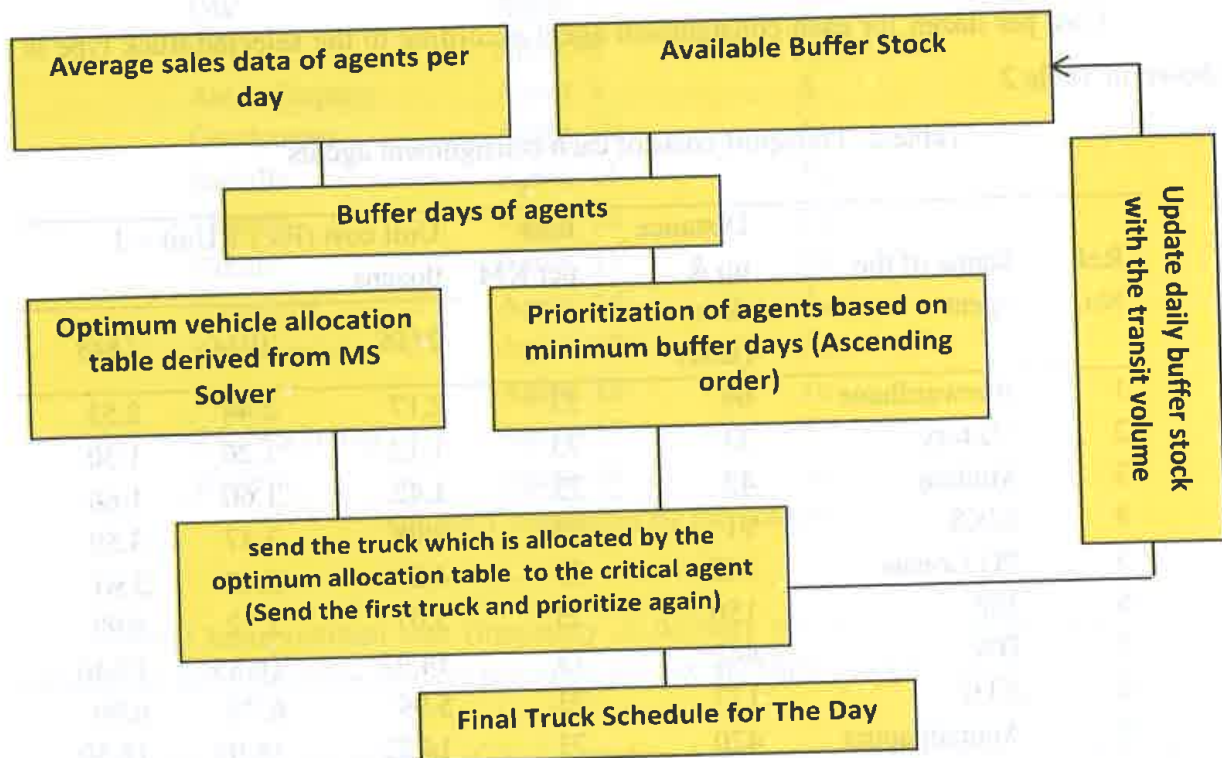 Average sales data of agents per
day
Available Buffer Stock
Buffer days of agents
Update daily buffer stock
with the transit volume
Optimum vehicle allocation
table derived from MS
Solver
Prioritization of agents based on
minimum buffer days (Ascending
order)
send the truck which is allocated by the
optimum allocation table to the critical agent
(Send the first truck and prioritize again)
Final Truck Schedule for The Day